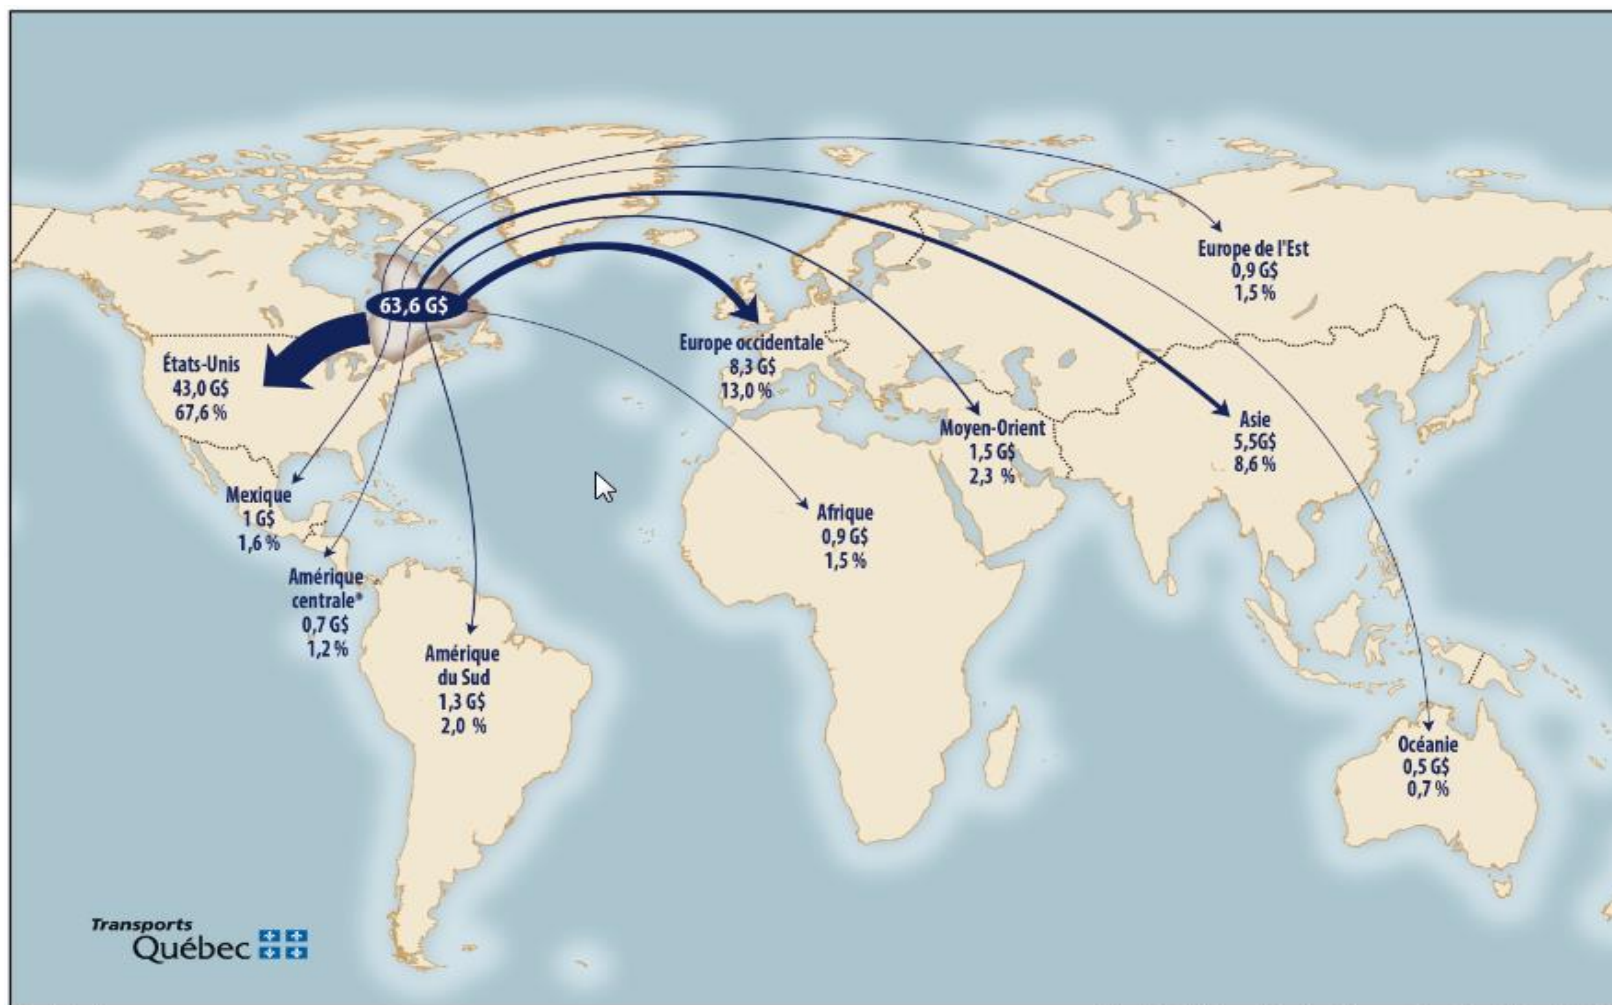 63,6 G$
États-Unis
43,0 G$
67,6 %
Mexique
1 G$
1,6 %
Amérique
centrale*
0,7 G$
1,2 %
Amérique
du Sud
1,3 G$
2,0 %
Europe occidentale
8,3 G$
13,0 %
Afrique
0,9 G$
1,5 %
Moyen-Orient
1,5 G$
2,3 %
Europe de l'Est
0,9 G$
1,5 %
Asie
5,5G$
8,6 %
Océanie
0,5 G$
0,7 %
Transports
Québec